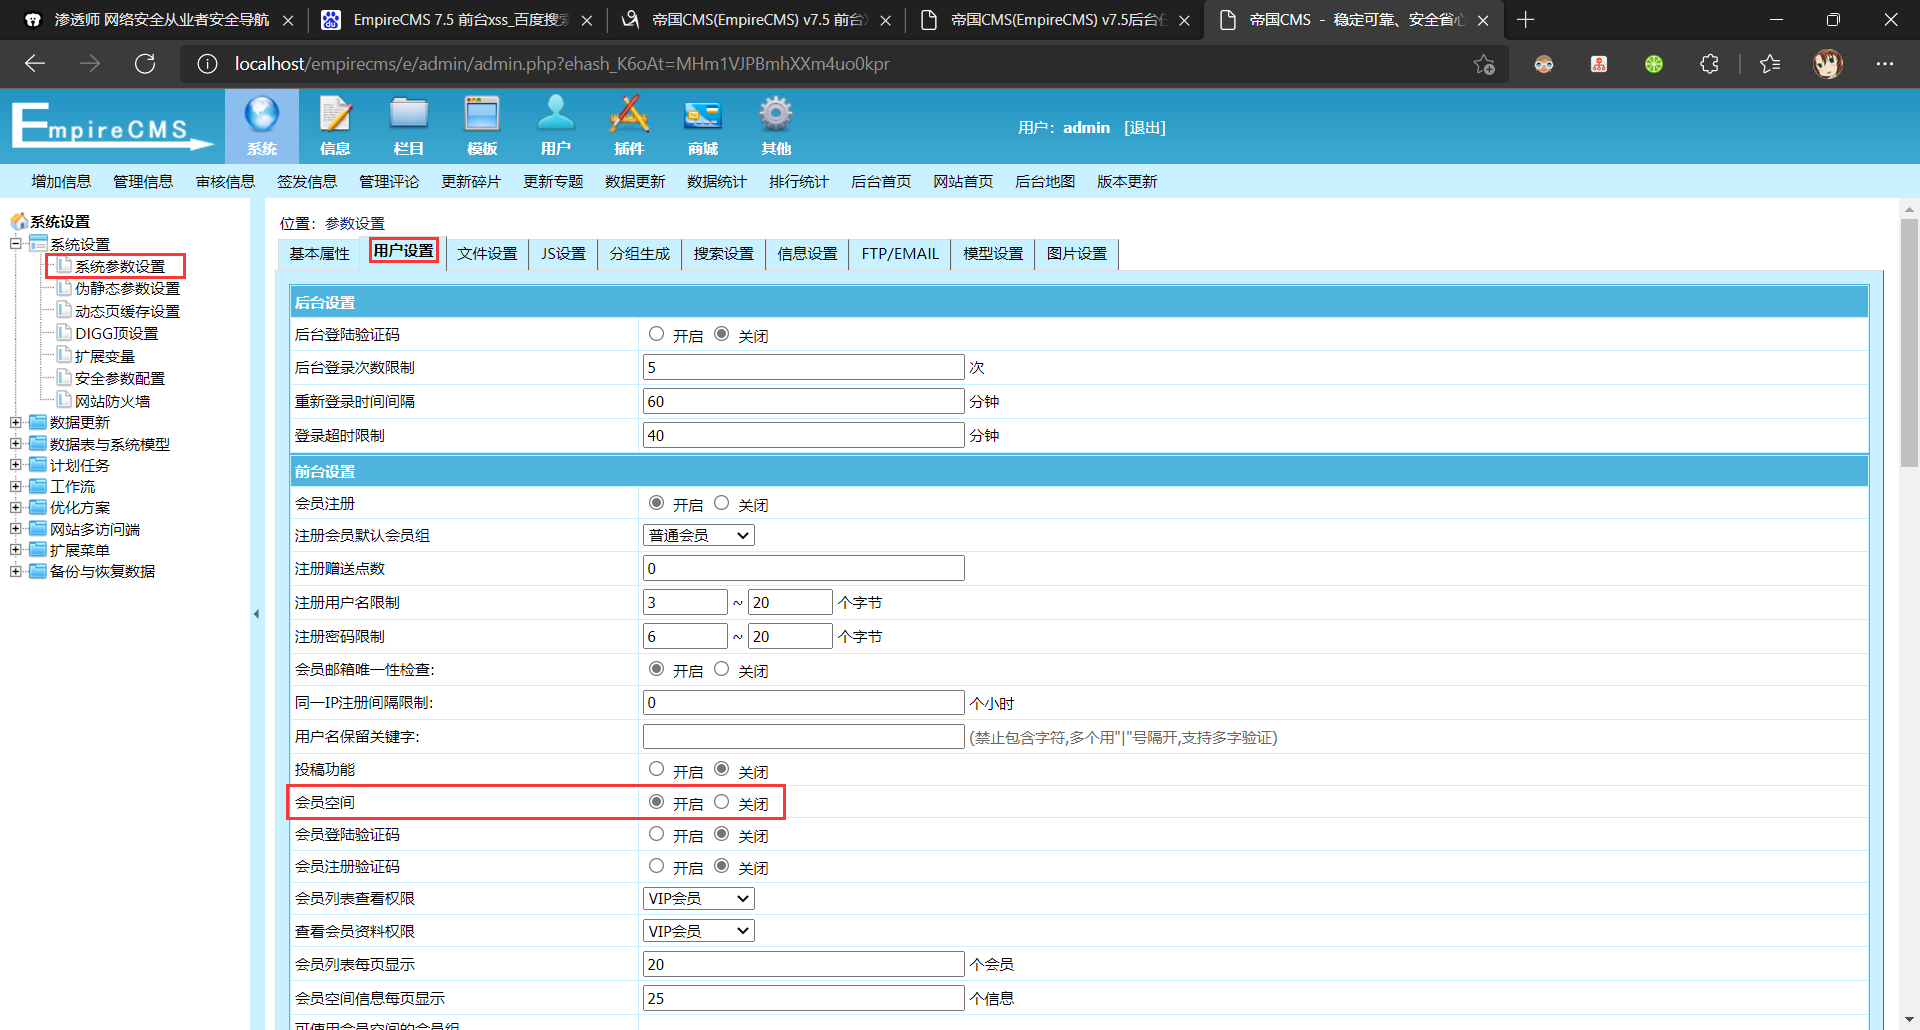 渗透师 网络安全从业者安全导航
EmpireCMS 7.5 前台xss_百度搜索
帝国CMS(EmpireCMS) v7.5 前台
帝国CMS(EmpireCMS) v7.5后台任
帝国CMS － 稳定可靠、安全省心
localhost/empirecms/e/admin/admin.php?ehash_K6oAt=MHm1VJPBmhXXm4uo0kpr
EmpireCMS
系统 信息 栏目 模板 用户 插件 商城 其他
用户：admin [退出]
增加信息 管理信息 审核信息 签发信息 管理评论 更新碎片 更新专题 数据更新 数据统计 排行统计 后台首页 网站首页 后台地图 版本更新
系统设置
系统设置
系统参数设置
伪静态参数设置
动态页缓存设置
DIGG顶设置
扩展变量
安全参数配置
网站防火墙
数据更新
数据表与系统模型
计划任务
工作流
优化方案
网站多访问端
扩展菜单
备份与恢复数据
位置：参数设置
基本属性 用户设置 文件设置 JS设置 分组生成 搜索设置 信息设置 FTP/EMAIL 模型设置 图片设置
后台设置
后台登陆验证码 开启 关闭
后台登录次数限制 5 次
重新登录时间间隔 60 分钟
登录超时限制 40 分钟
前台设置
会员注册 开启 关闭
注册会员默认会员组 普通会员
注册赠送点数 0
注册用户名限制 3 ~ 20 个字节
注册密码限制 6 ~ 20 个字节
会员邮箱唯一性检查: 开启 关闭
同一IP注册间隔限制: 0 个小时
用户名保留关键字: (禁止包含字符,多个用"|"号隔开,支持多字验证)
投稿功能 开启 关闭
会员空间 开启 关闭
会员登陆验证码 开启 关闭
会员注册验证码 开启 关闭
会员列表查看权限 VIP会员
查看会员资料权限 VIP会员
会员列表每页显示 20 个会员
会员空间信息每页显示 25 个信息
可使用会员空间的会员组